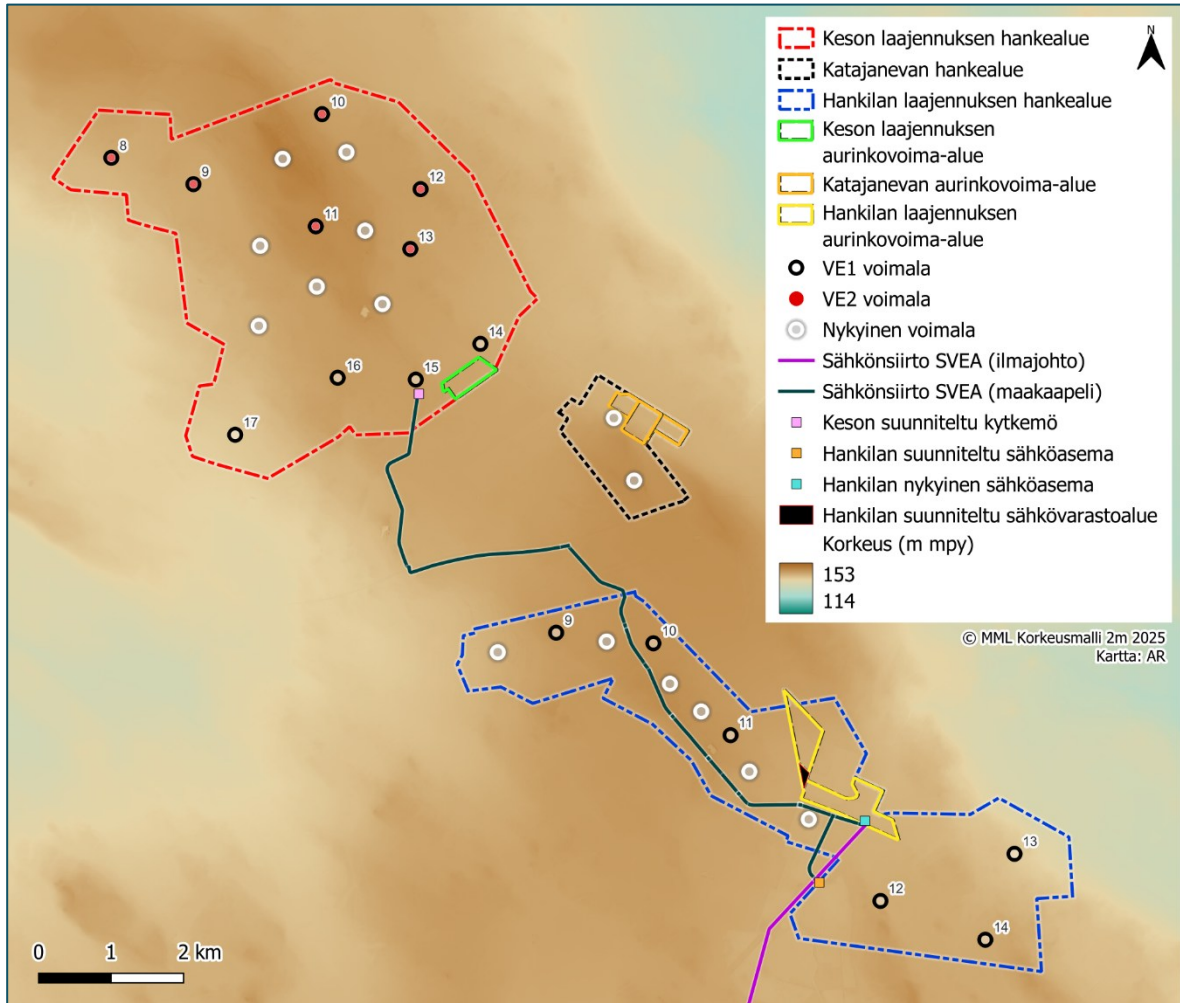 Keson laajennuksen hankealue
N
Katajanevan hankealue
Hankilan laajennuksen hankealue
Keson laajennuksen
aurinkovoima-alue
Katajanevan aurinkovoima-alue
Hankilan laajennuksen
aurinkovoima-alue
VE1 voimala
VE2 voimala
Nykyinen voimala
Sähkönsiirto SVEA (ilmajohto)
Sähkönsiirto SVEA (maakaapeli)
Keson suunniteltu kytkemö
Hankilan suunniteltu sähköasema
Hankilan nykyinen sähköasema
Hankilan suunniteltu sähkövarastoalue
Korkeus (m mpy)
153
114
© MML Korkeusmalli 2m 2025
Kartta: AR
10
8
9
12
11
13
14
15
16
17
9
10
11
13
12
14
0 1 2 km